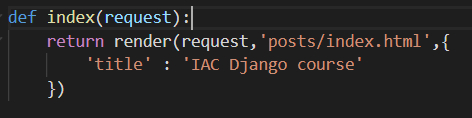 def index(request):
    return render(request,'posts/index.html',{
        'title' : 'IAC Django course'
    })